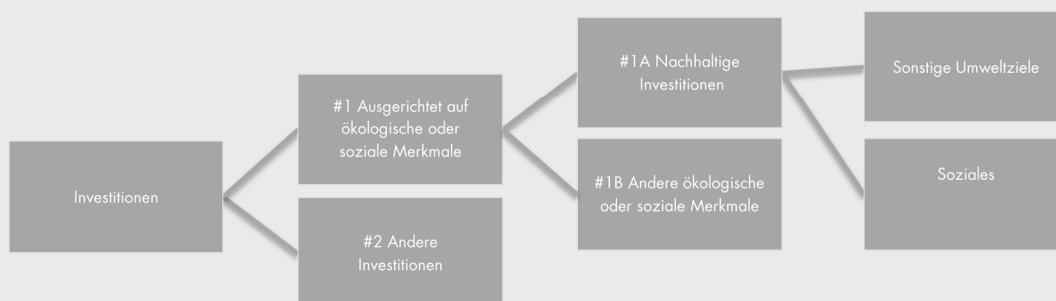 Investitionen
#1 Ausgerichtet auf
ökologische oder
soziale Merkmale
#2 Andere
Investitionen
#1A Nachhaltige
Investitionen
#1B Andere ökologische
oder soziale Merkmale
Sonstige Umweltziele
Soziales